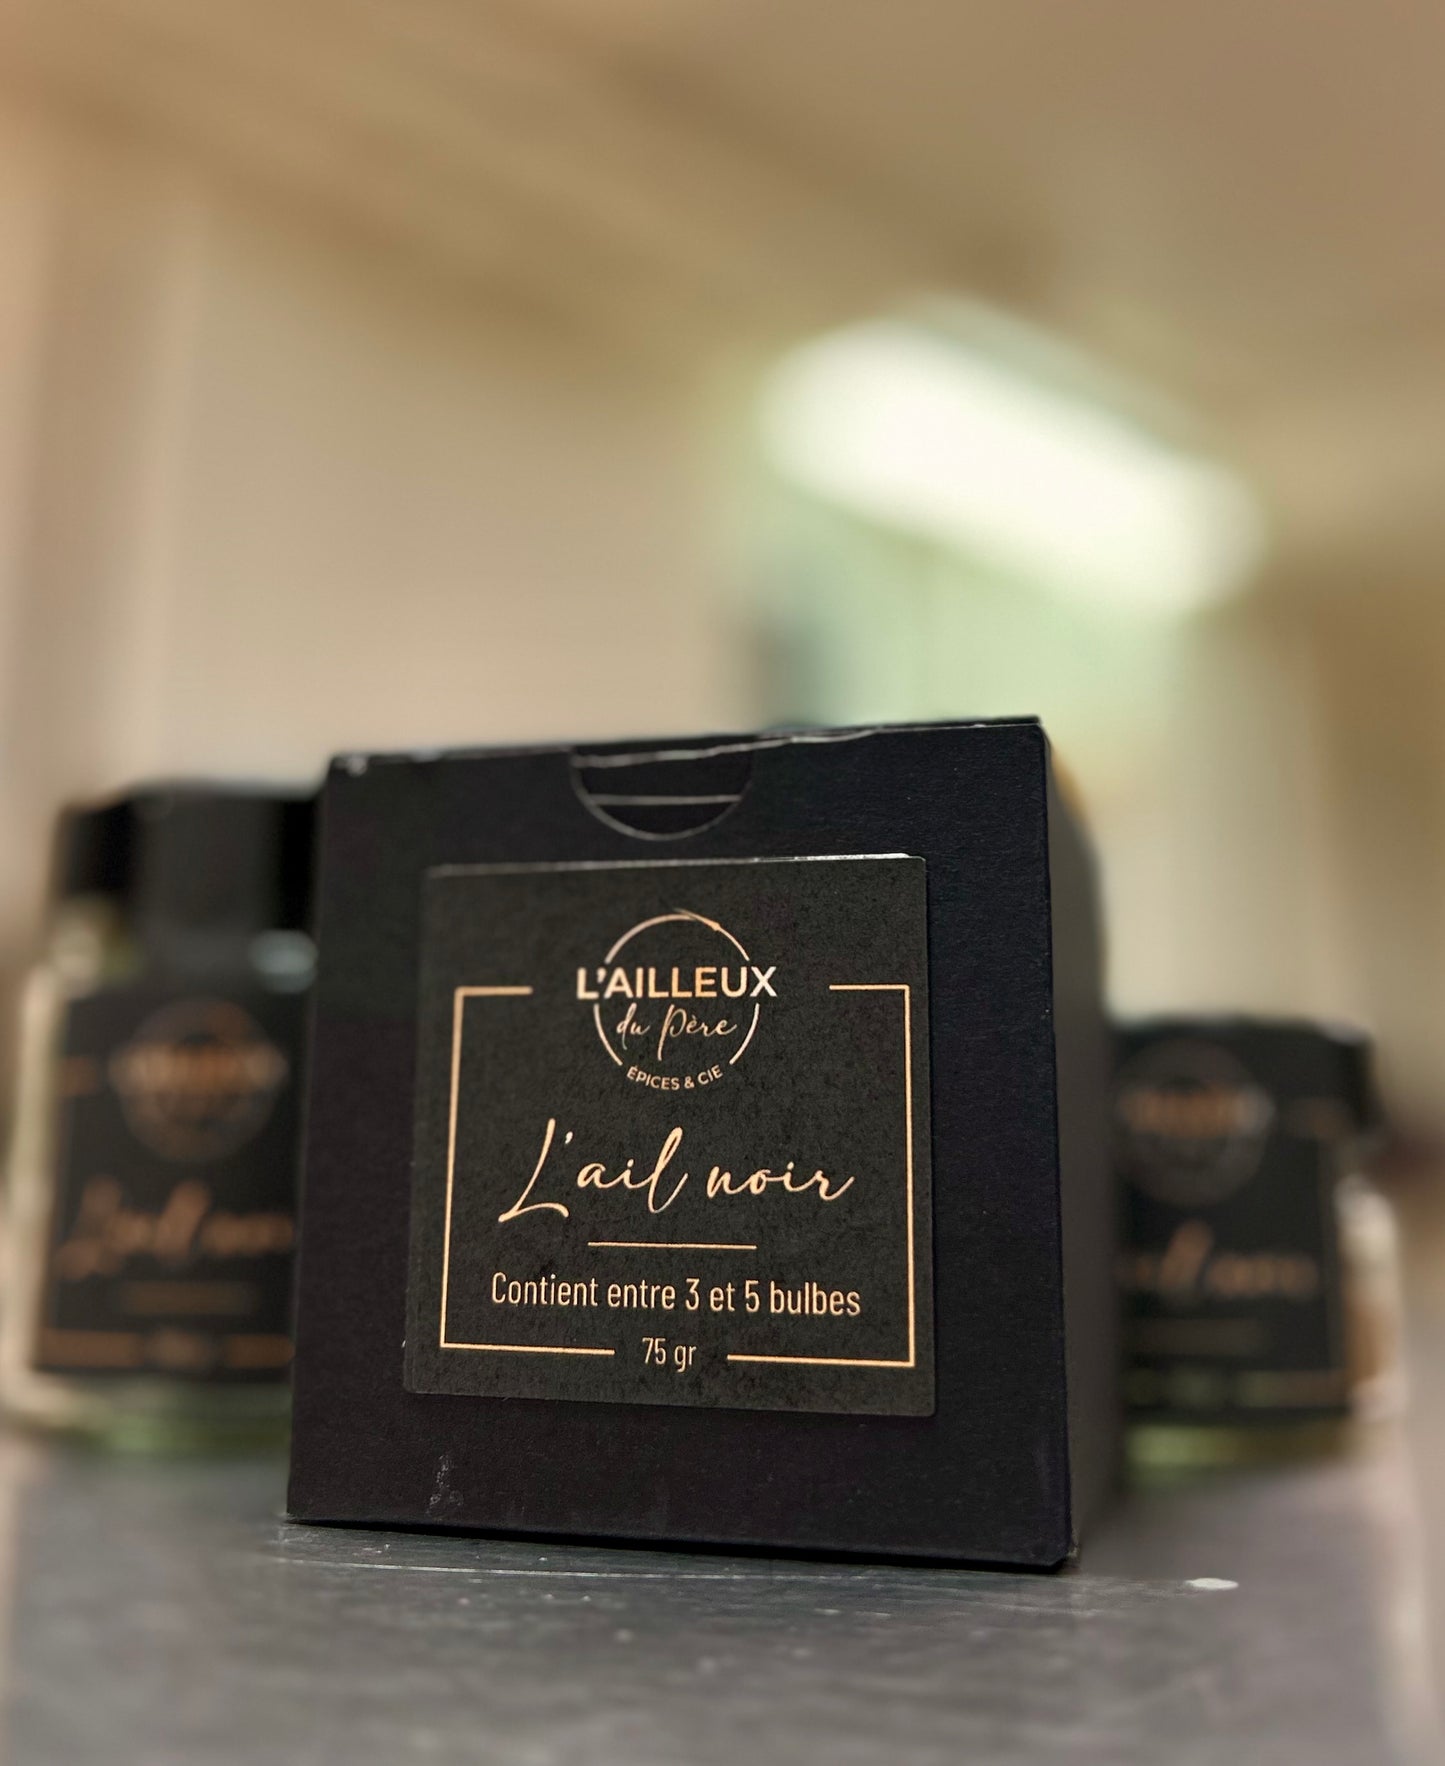 L'AILLEUX
du Père
ÉPICES & CIE
L'ail noir
Contient entre 3 et 5 bulbes
75 gr